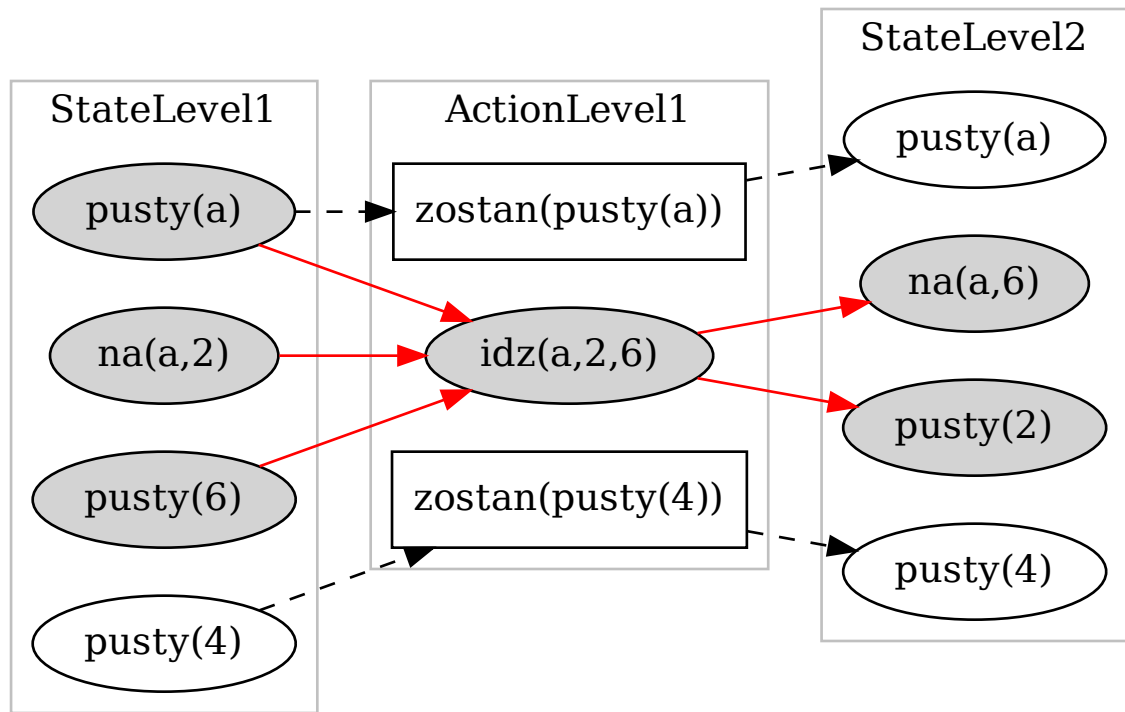 StateLevel1
pusty(a)
na(a,2)
pusty(6)
pusty(4)
ActionLevel1
zostan(pusty(a))
idz(a,2,6)
zostan(pusty(4))
StateLevel2
pusty(a)
na(a,6)
pusty(2)
pusty(4)